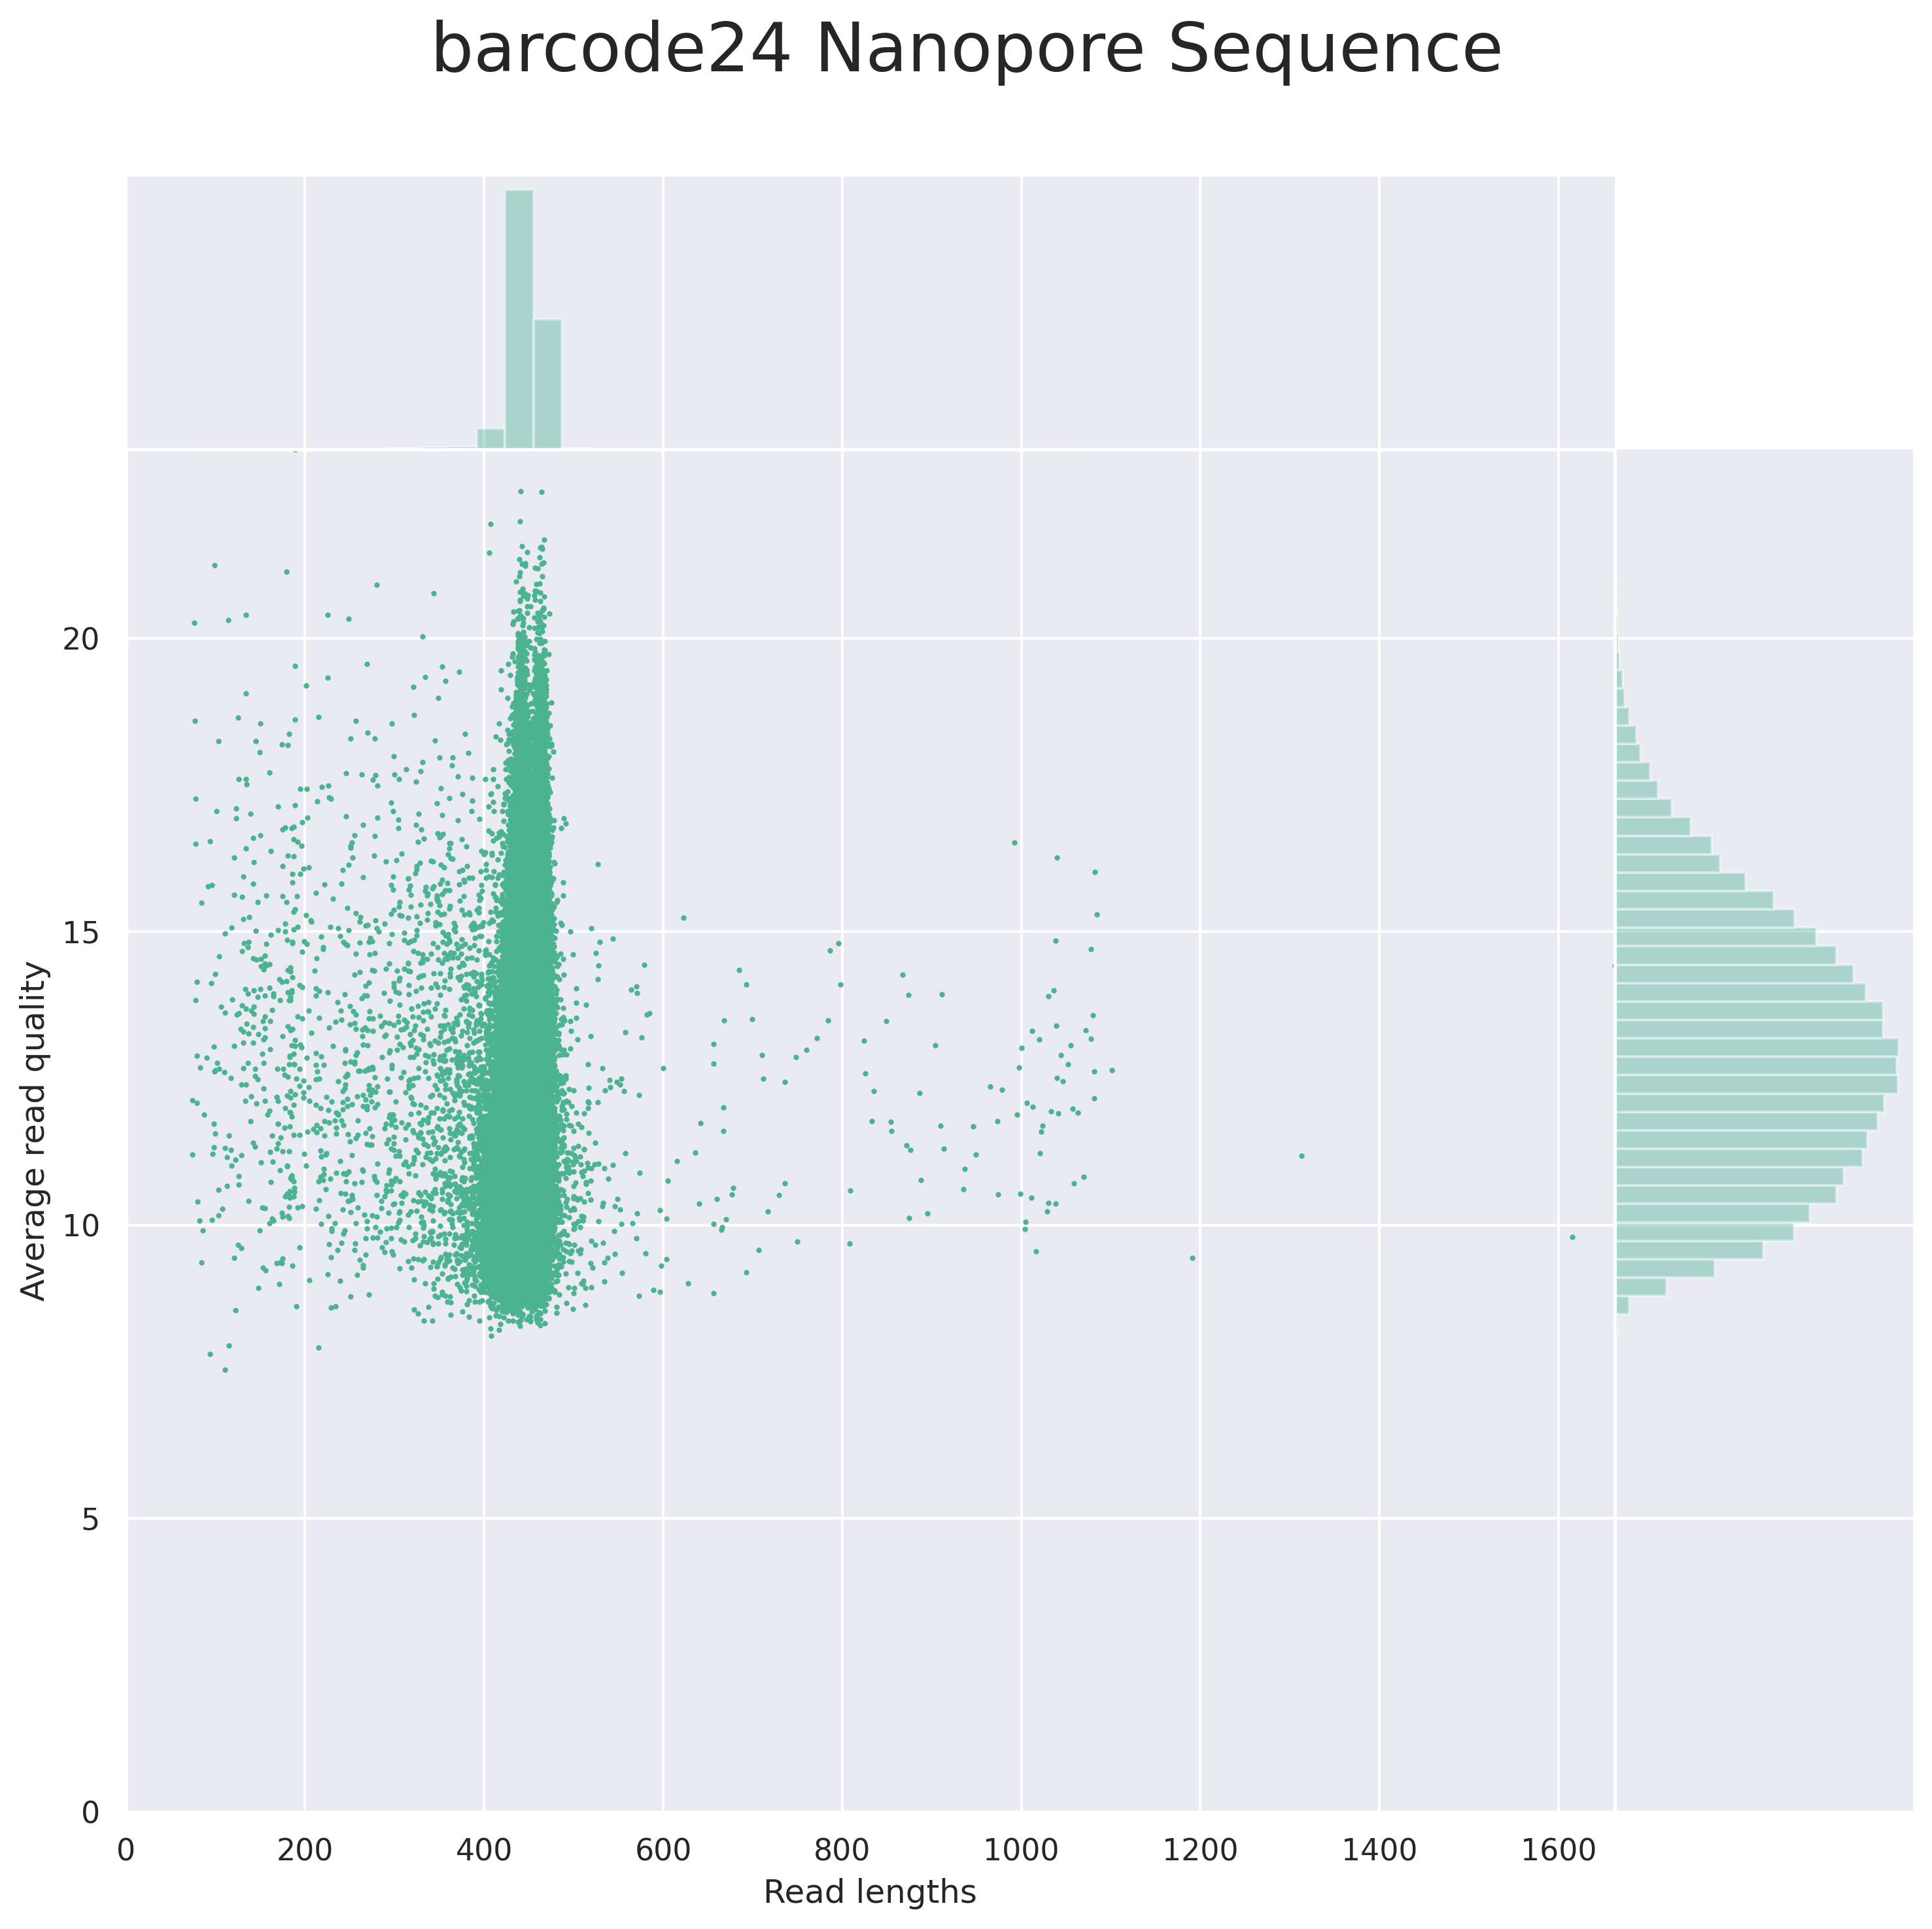 barcode24 Nanopore Sequence
20
15
10
5
0
Average read quality
0 200 400 600 800 1000 1200 1400 1600
Read lengths